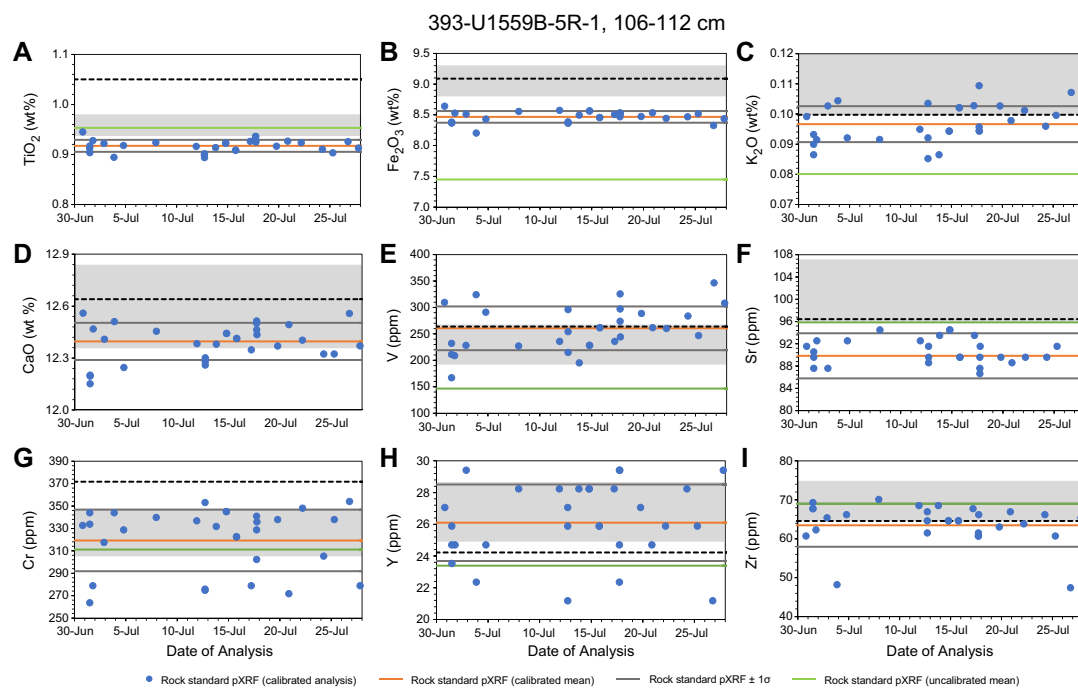 393-U1559B-5R-1, 106-112 cm
A
B
C
TiO2 (wt%)
1.1
1.0
0.9
0.8
30-Jun 5-Jul 10-Jul 15-Jul 20-Jul 25-Jul
Fe2O3 (wt%)
9.5
9.0
8.5
8.0
7.5
7.0
30-Jun 5-Jul 10-Jul 15-Jul 20-Jul 25-Jul
K2O (wt%)
0.12
0.11
0.10
0.09
0.08
0.07
30-Jun 5-Jul 10-Jul 15-Jul 20-Jul 25-Jul
D
E
F
CaO (wt %)
12.9
12.6
12.3
12.0
30-Jun 5-Jul 10-Jul 15-Jul 20-Jul 25-Jul
V (ppm)
400
350
300
250
200
150
100
30-Jun 5-Jul 10-Jul 15-Jul 20-Jul 25-Jul
Sr (ppm)
108
104
100
96
92
88
84
80
30-Jun 5-Jul 10-Jul 15-Jul 20-Jul 25-Jul
G
H
I
Cr (ppm)
390
370
350
330
310
290
270
250
30-Jun 5-Jul 10-Jul 15-Jul 20-Jul 25-Jul
Date of Analysis
Y (ppm)
30
28
26
24
22
20
30-Jun 5-Jul 10-Jul 15-Jul 20-Jul 25-Jul
Date of Analysis
Zr (ppm)
80
70
60
50
40
30-Jun 5-Jul 10-Jul 15-Jul 20-Jul 25-Jul
Date of Analysis
Rock standard pXRF (calibrated analysis) Rock standard pXRF (calibrated mean) Rock standard pXRF ± 1σ Rock standard pXRF (uncalibrated mean)